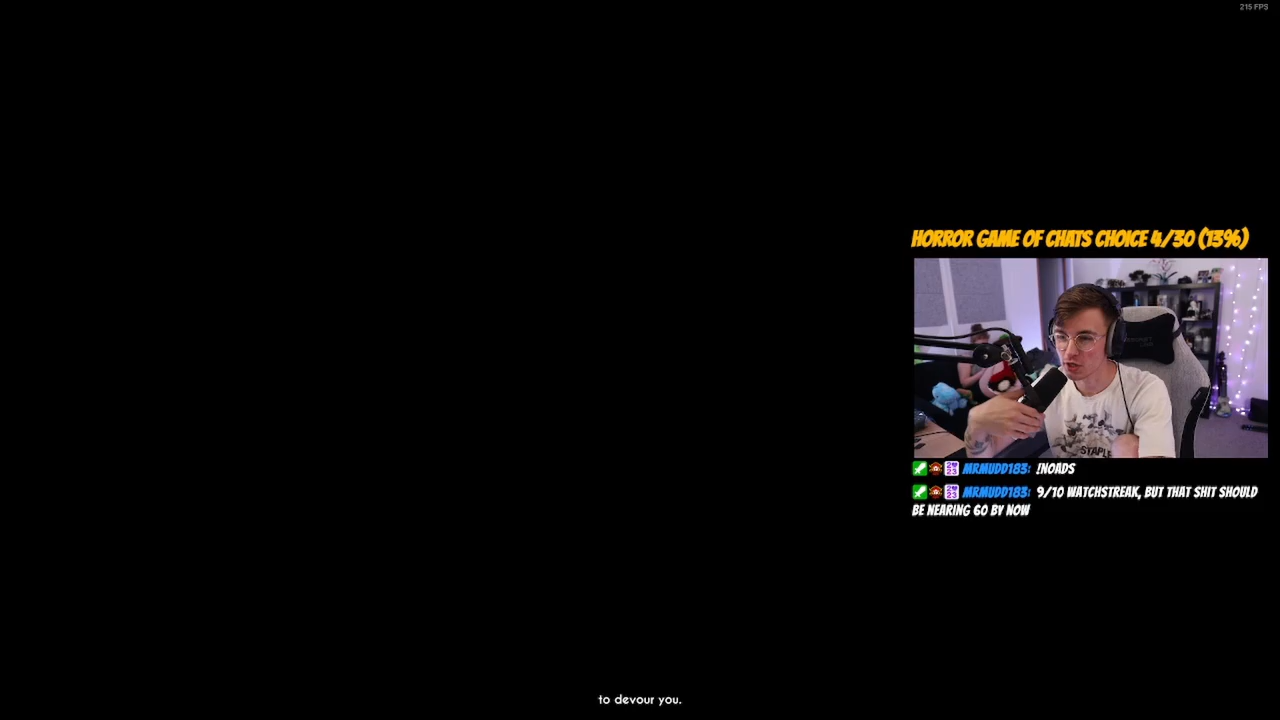 215 FPS
HORROR GAME OF CHATS CHOICE 4/30 (13%)
STAPLE
MRMUDD183: !NOADS
MRMUDD183: 9/10 WATCHSTREAK, BUT THAT SHIT SHOULD
BE NEARING 60 BY NOW
to devour you.